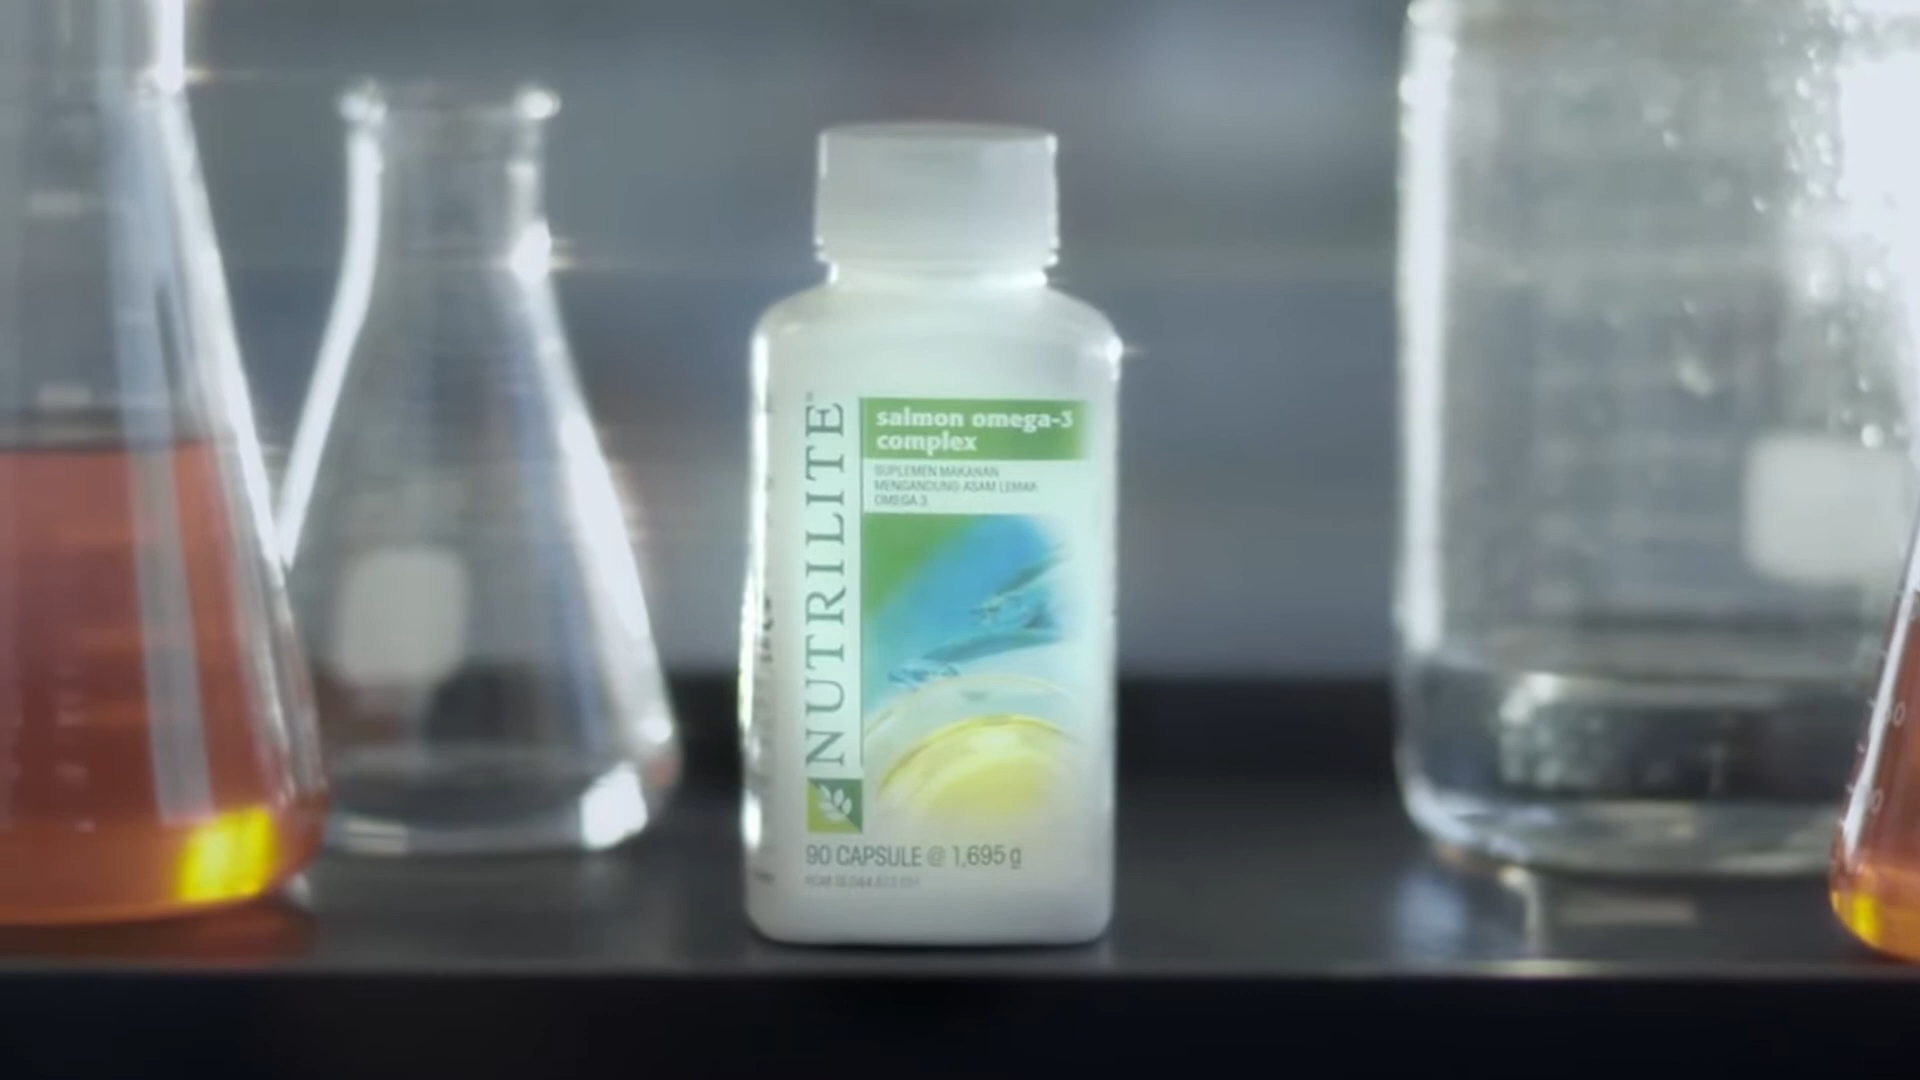 NUTRILITE
salmon omega-3
complex
SUPLEMEN MAKANAN
MENGANDUNG ASAM LEMAK
OMEGA 3
90 CAPSULE @ 1,695 g